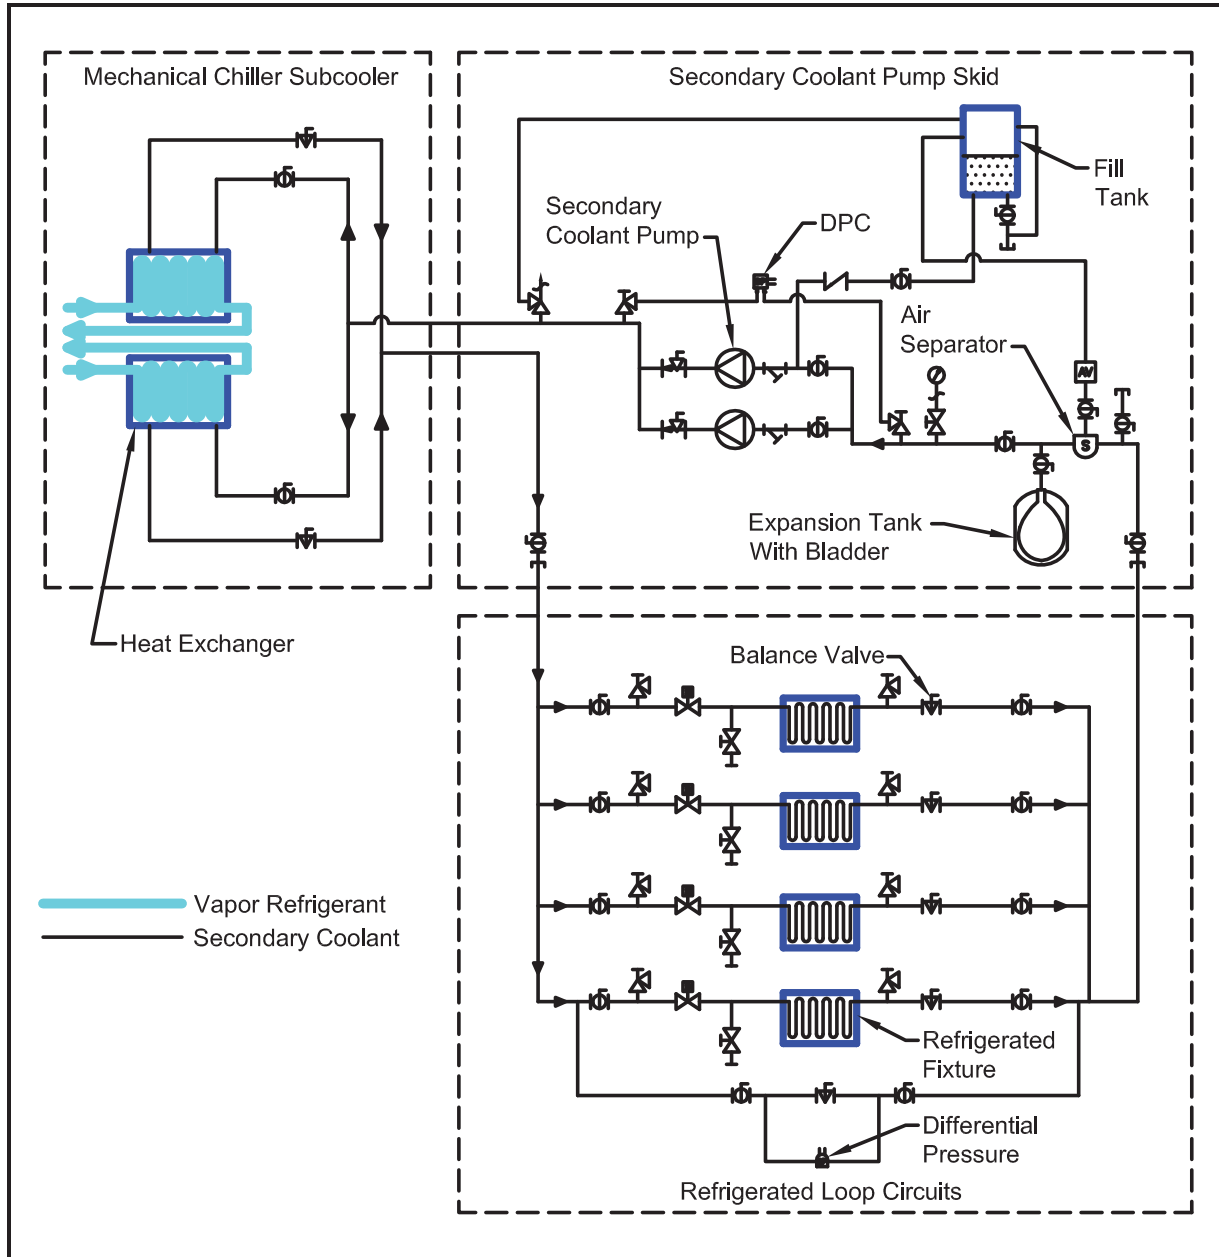 Mechanical Chiller Subcooler
Secondary Coolant Pump Skid
Fill
Tank
Secondary
Coolant Pump
DPC
Air
Separator
AV
S
Expansion Tank
With Bladder
Heat Exchanger
Balance Valve
Vapor Refrigerant
Secondary Coolant
Refrigerated
Fixture
Differential
Pressure
Refrigerated Loop Circuits